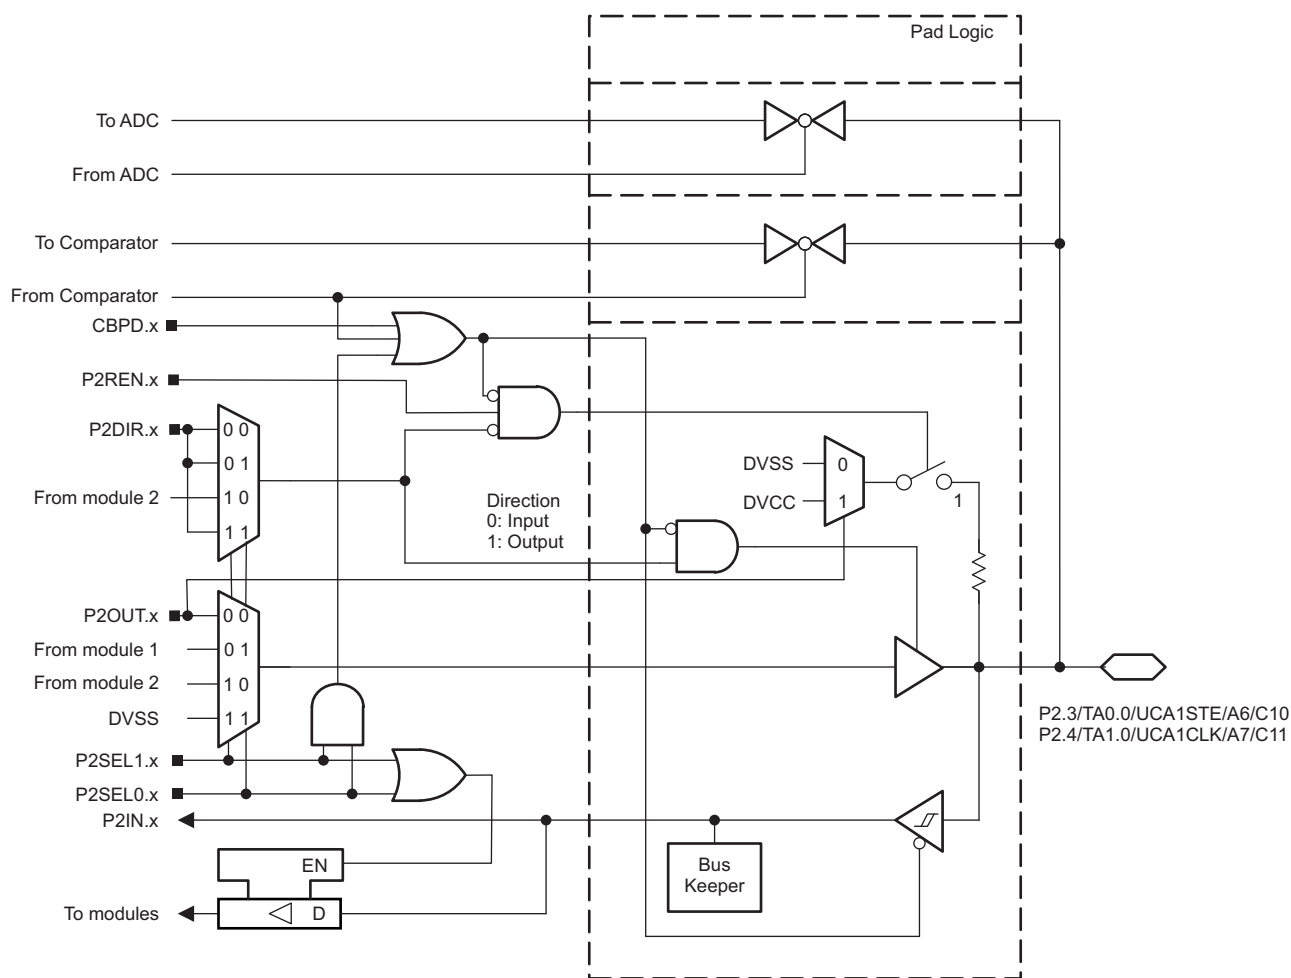 Pad Logic
To ADC
From ADC
To Comparator
From Comparator
CBPD.x
P2REN.x
P2DIR.x
0 0
0 1
From module 2
1 0
1 1
Direction
0: Input
1: Output
DVSS
0
DVCC
1
1
P2OUT.x
0 0
From module 1
0 1
From module 2
1 0
DVSS
1 1
P2.3/TA0.0/UCA1STE/A6/C10
P2.4/TA1.0/UCA1CLK/A7/C11
P2SEL1.x
P2SEL0.x
P2IN.x
Bus
Keeper
EN
To modules
D